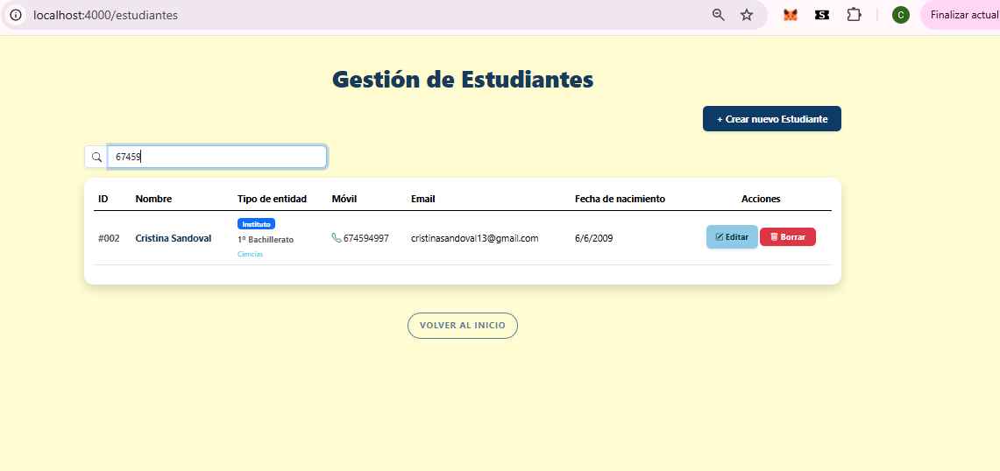 localhost:4000/estudiantes
S
C
Finalizar actual
Gestión de Estudiantes
+ Crear nuevo Estudiante
67459
ID Nombre Tipo de entidad Móvil Email Fecha de nacimiento Acciones
#002 Cristina Sandoval Instituto 674594997 cristinasandoval13@gmail.com 6/6/2009 Editar Borrar
1º Bachillerato
Ciencias
VOLVER AL INICIO